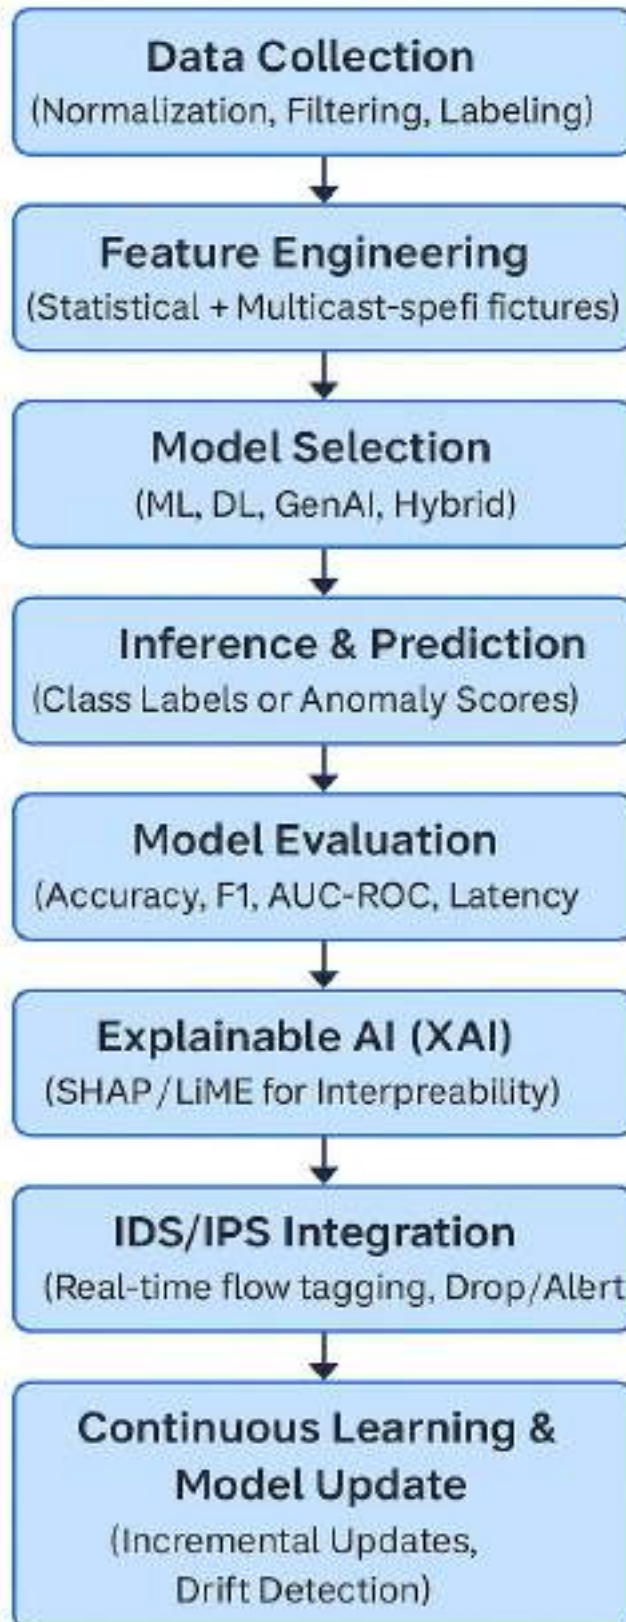 Data Collection
(Normalization, Filtering, Labeling)
Feature Engineering
(Statistical + Multicast-spefi fictures)
Model Selection
(ML, DL, GenAI, Hybrid)
Inference & Prediction
(Class Labels or Anomaly Scores)
Model Evaluation
(Accuracy, F1, AUC-ROC, Latency
Explainable AI (XAI)
(SHAP/LiME for Interpreability)
IDS/IPS Integration
(Real-time flow tagging, Drop/Alert
Continuous Learning &
Model Update
(Incremental Updates,
Drift Detection)